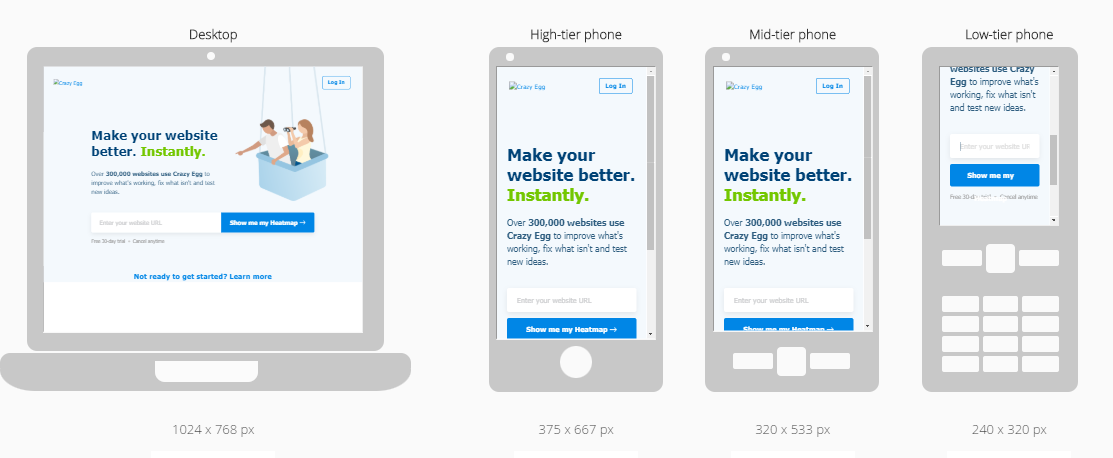 Desktop
Crazy Egg
Log In
Make your website
better. Instantly.
Over 300,000 websites use Crazy Egg to
improve what's working, fix what isn't and test
new ideas.
Enter your website URL
Show me my Heatmap →
Free 30-day trial – Cancel anytime
Not ready to get started? Learn more
1024 x 768 px
High-tier phone
Crazy Egg
Log In
Make your
website better.
Instantly.
Over 300,000 websites use
Crazy Egg to improve what's
working, fix what isn't and test
new ideas.
Enter your website URL
Show me my Heatmap →
375 x 667 px
Mid-tier phone
Crazy Egg
Log In
Make your
website better.
Instantly.
Over 300,000 websites use
Crazy Egg to improve what's
working, fix what isn't and test
new ideas.
Enter your website URL
Show me my Heatmap →
320 x 533 px
Low-tier phone
websites use Crazy
Egg to improve what's
working, fix what isn't
and test new ideas.
Enter your website UR
Show me my
Cancel anytime
240 x 320 px